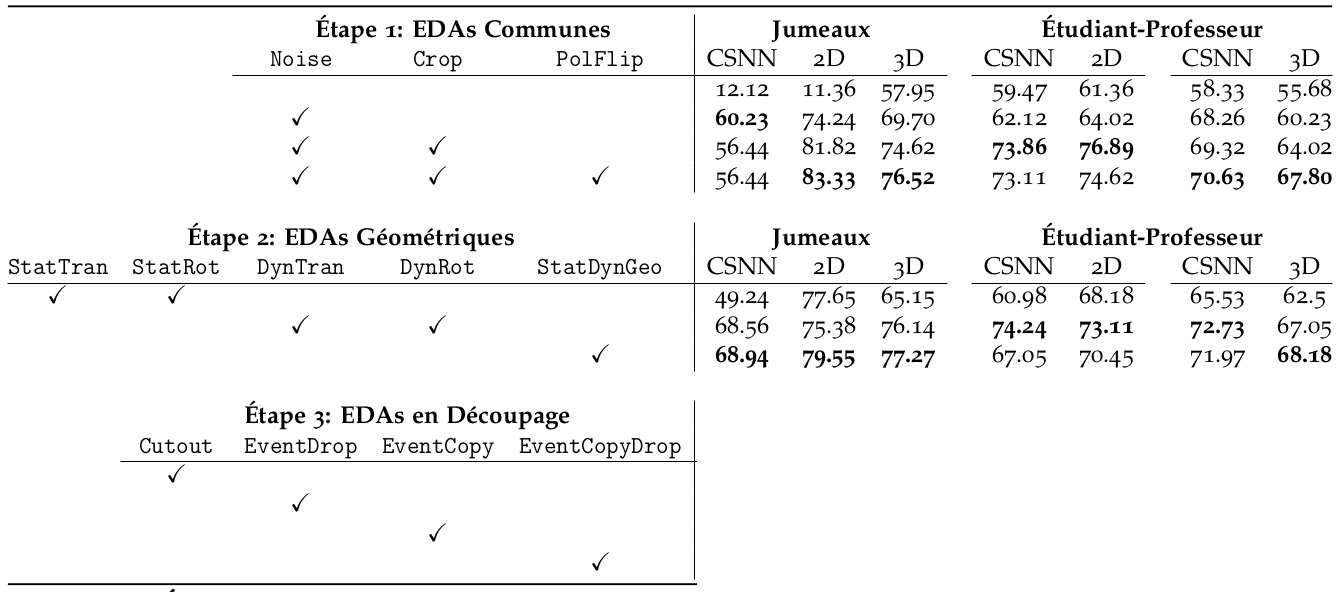 Étape 1: EDAs Communes Jumeaux Étudiant-Professeur
Noise Crop PolFlip CSNN 2D 3D CSNN 2D CSNN 3D
12.12 11.36 57.95 59.47 61.36 58.33 55.68
✓ 60.23 74.24 69.70 62.12 64.02 68.26 60.23
✓ ✓ 56.44 81.82 74.62 73.86 76.89 69.32 64.02
✓ ✓ ✓ 56.44 83.33 76.52 73.11 74.62 70.63 67.80
Étape 2: EDAs Géométriques Jumeaux Étudiant-Professeur
StatTran StatRot DynTran DynRot StatDynGeo CSNN 2D 3D CSNN 2D CSNN 3D
✓ ✓ 49.24 77.65 65.15 60.98 68.18 65.53 62.5
✓ ✓ 68.56 75.38 76.14 74.24 73.11 72.73 67.05
✓ 68.94 79.55 77.27 67.05 70.45 71.97 68.18
Étape 3: EDAs en Découpage
Cutout EventDrop EventCopy EventCopyDrop
✓
✓
✓
✓